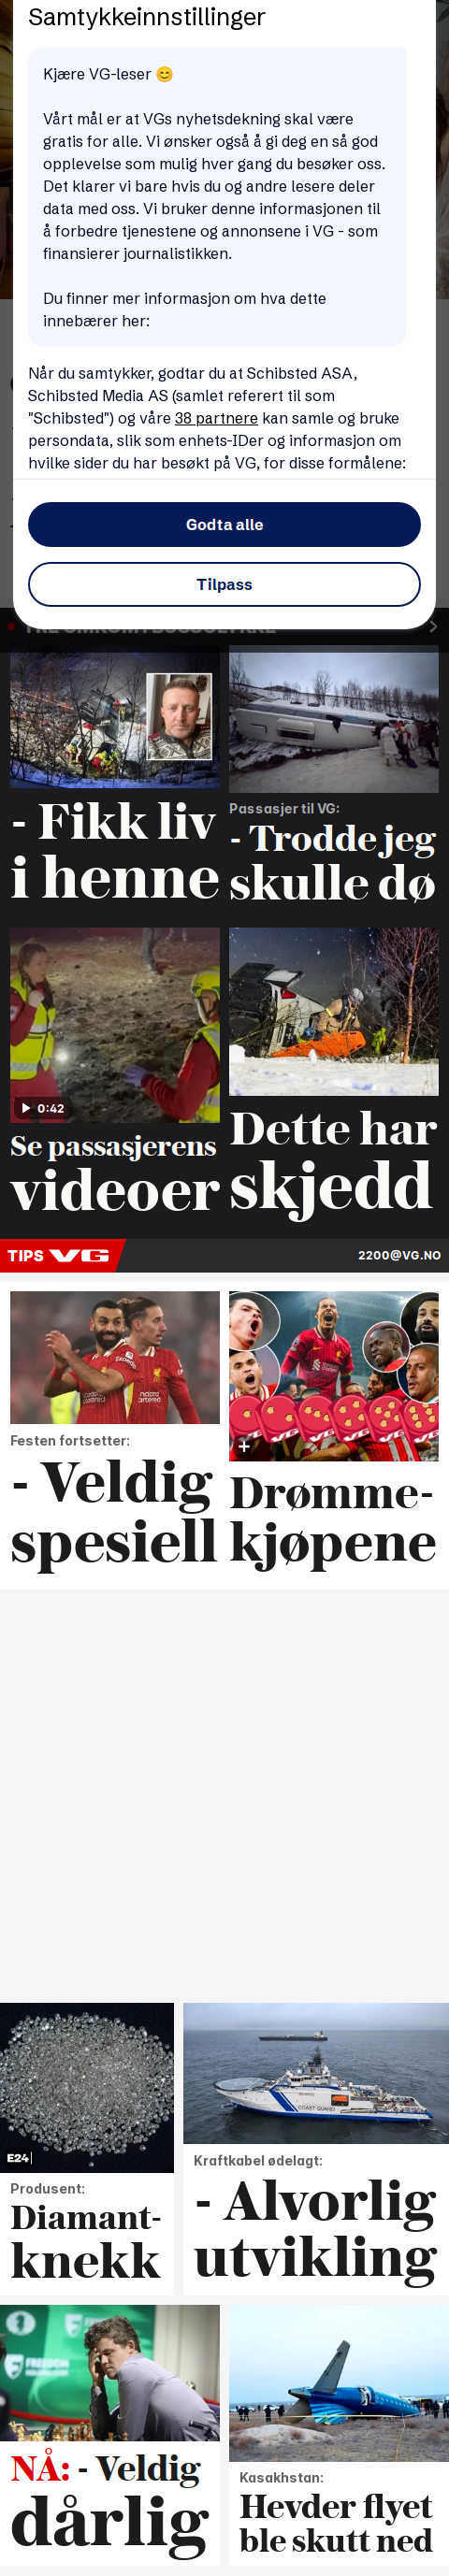 Samtykkeinnstillinger
Kjære VG-leser 😊
Vårt mål er at VGs nyhetsdekning skal være
gratis for alle. Vi ønsker også å gi deg en så god
opplevelse som mulig hver gang du besøker oss.
Det klarer vi bare hvis du og andre lesere deler
data med oss. Vi bruker denne informasjonen til
å forbedre tjenestene og annonsene i VG - som
finansierer journalistikken.
Du finner mer informasjon om hva dette
innebærer her:
Når du samtykker, godtar du at Schibsted ASA,
Schibsted Media AS (samlet referert til som
"Schibsted") og våre 38 partnere kan samle og bruke
persondata, slik som enhets-IDer og informasjon om
hvilke sider du har besøkt på VG, for disse formålene:
Godta alle
Tilpass
- Fikk liv
i henne
Passasjer til VG:
- Trodde jeg
skulle dø
0:42
Se passasjerens
videoer
Dette har
skjedd
TIPS VG
2200@VG.NO
Festen fortsetter:
- Veldig
spesiell
Drømme-
kjøpene
E24
Produsent:
Diamant-
knekk
COAST GUARD
Kraftkabel ødelagt:
- Alvorlig
utvikling
NÅ: - Veldig
dårlig
Kasakhstan:
Hevder flyet
ble skutt ned